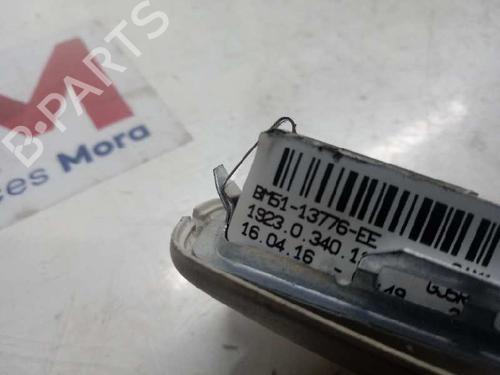 B-PARTS
M
ces Mora
BM51-13776-EE
1923.0.340.1
16.04.16 -